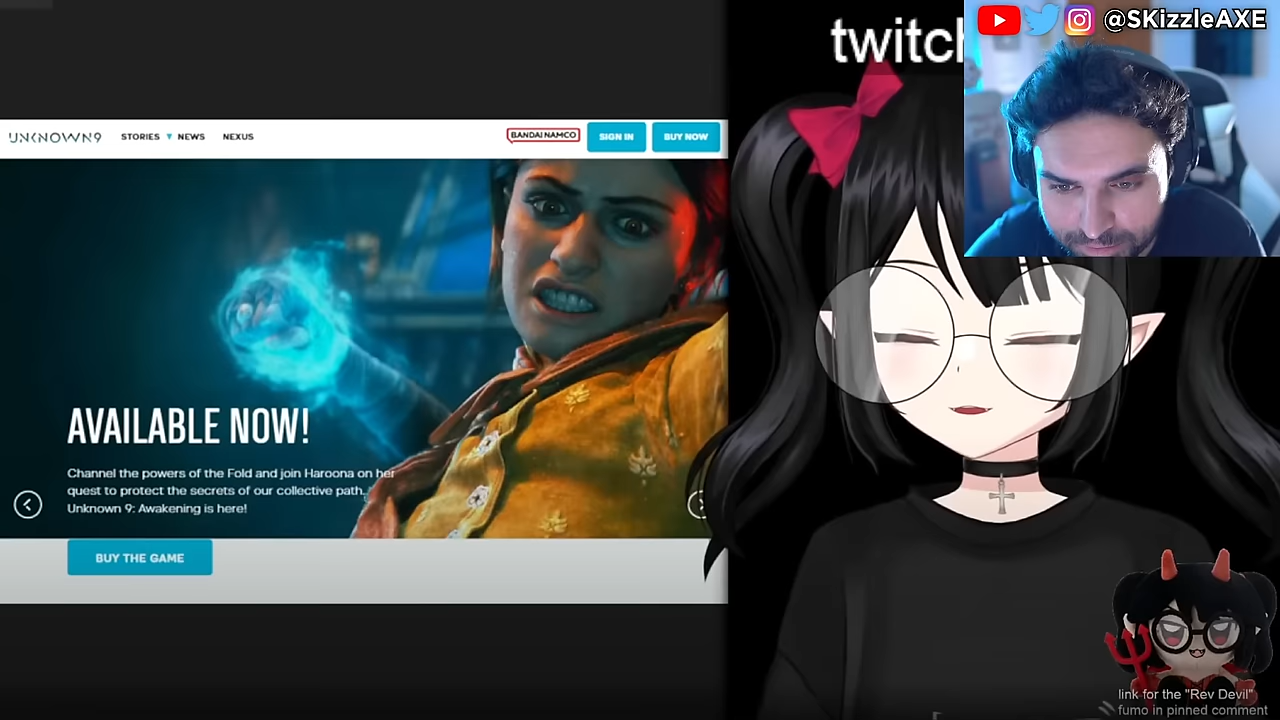 twitch
@SKizzleAXE
UNKNOWN9 STORIES NEWS NEXUS BANDAI NAMCO SIGN IN BUY NOW
AVAILABLE NOW!
Channel the powers of the Fold and join Haroona on her
quest to protect the secrets of our collective path.
Unknown 9: Awakening is here!
BUY THE GAME
link for the "Rev Devil"
fumo in pinned comment